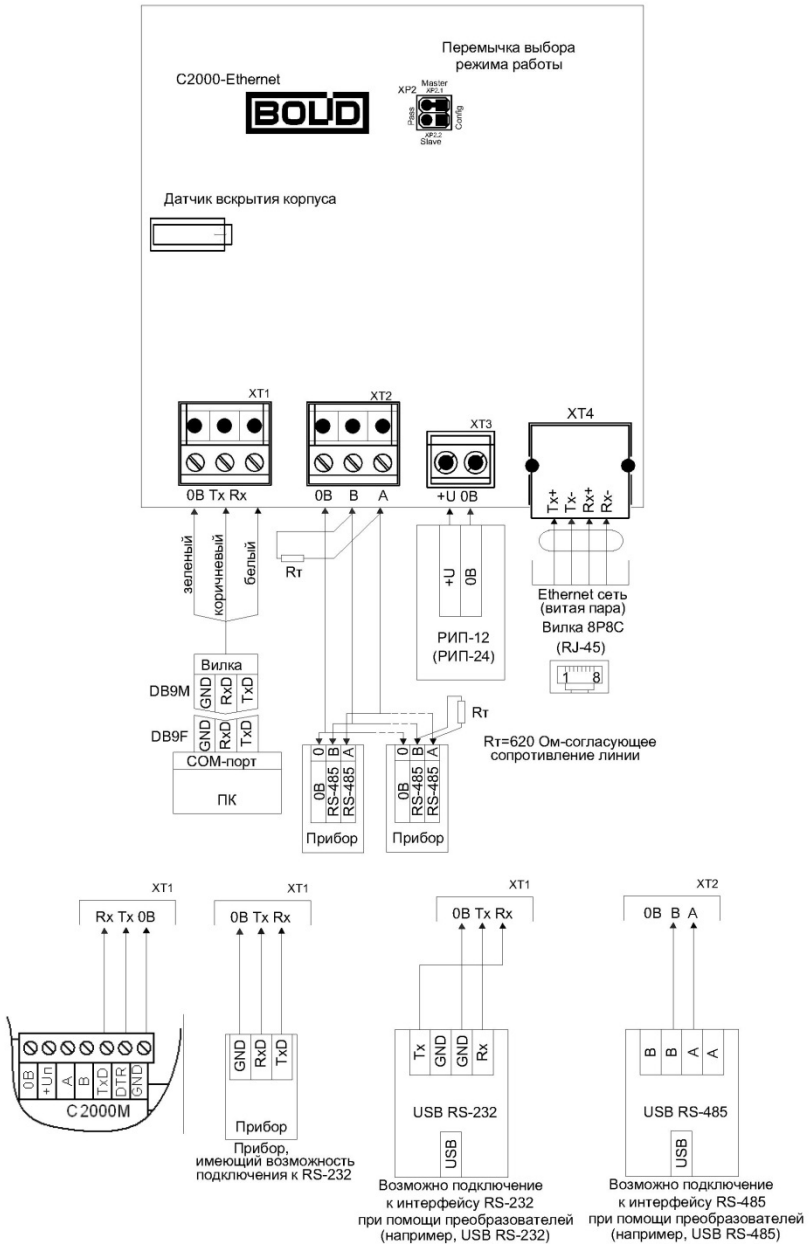 C2000-Ethernet
BOLID
Перемычка выбора
режима работы
XP2
Master
XP2.1
Pass
Config
XP2.2
Slave
Датчик вскрытия корпуса
XT1
XT2
XT3
XT4
0В Tx Rx
0В В А
+U 0В
Tx+
Tx-
Rx+
Rx-
зеленый
коричневый
белый
Rт
+U
0В
РИП-12
(РИП-24)
Ethernet сеть
(витая пара)
Вилка 8P8C
(RJ-45)
1 8
Вилка
DB9M
GND
RxD
TxD
DB9F
GND
RxD
TxD
COM-порт
ПК
Rт
Rт=620 Ом-согласующее
сопротивление линии
0 B A
0В
RS-485
RS-485
Прибор
0 B A
0В
RS-485
RS-485
Прибор
XT1
Rx Tx 0В
0В
+Uп
A
B
TxD
DTR
GND
С2000М
XT1
0В Tx Rx
GND
RxD
TxD
Прибор
Прибор,
имеющий возможность
подключения к RS-232
XT1
0В Tx Rx
Tx
GND
GND
Rx
USB RS-232
USB
Возможно подключение
к интерфейсу RS-232
при помощи преобразователей
(например, USB RS-232)
XT2
0В В А
B
B
A
A
USB RS-485
USB
Возможно подключение
к интерфейсу RS-485
при помощи преобразователей
(например, USB RS-485)